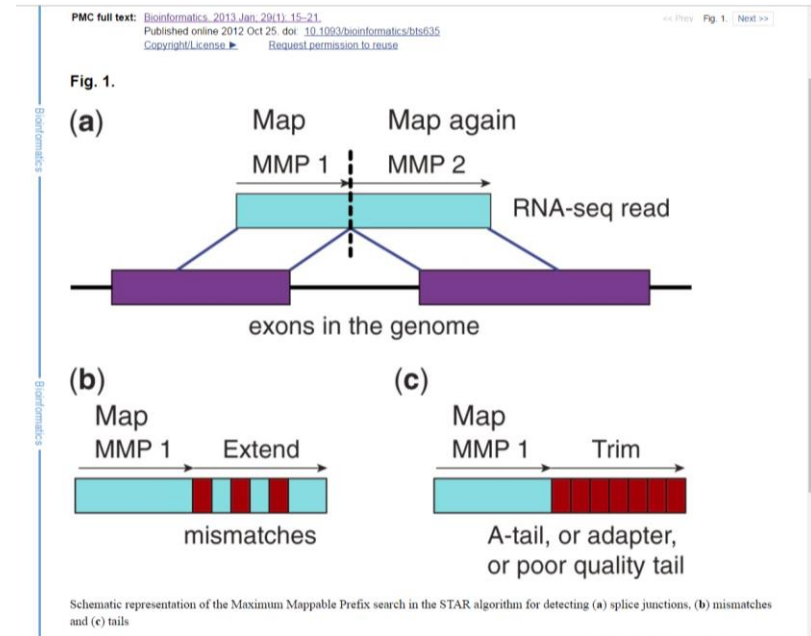 PMC full text: Bioinformatics. 2013 Jan; 29(1): 15–21.
Published online 2012 Oct 25. doi: 10.1093/bioinformatics/bts635
Copyright/License ► Request permission to reuse
<< Prev Fig. 1. Next >>
Fig. 1.
Bioinformatics
Bioinformatics
(a)
Map Map again
MMP 1 MMP 2
RNA-seq read
exons in the genome
(b)
Map
MMP 1 Extend
mismatches
(c)
Map
MMP 1 Trim
A-tail, or adapter,
or poor quality tail
Schematic representation of the Maximum Mappable Prefix search in the STAR algorithm for detecting (a) splice junctions, (b) mismatches
and (c) tails